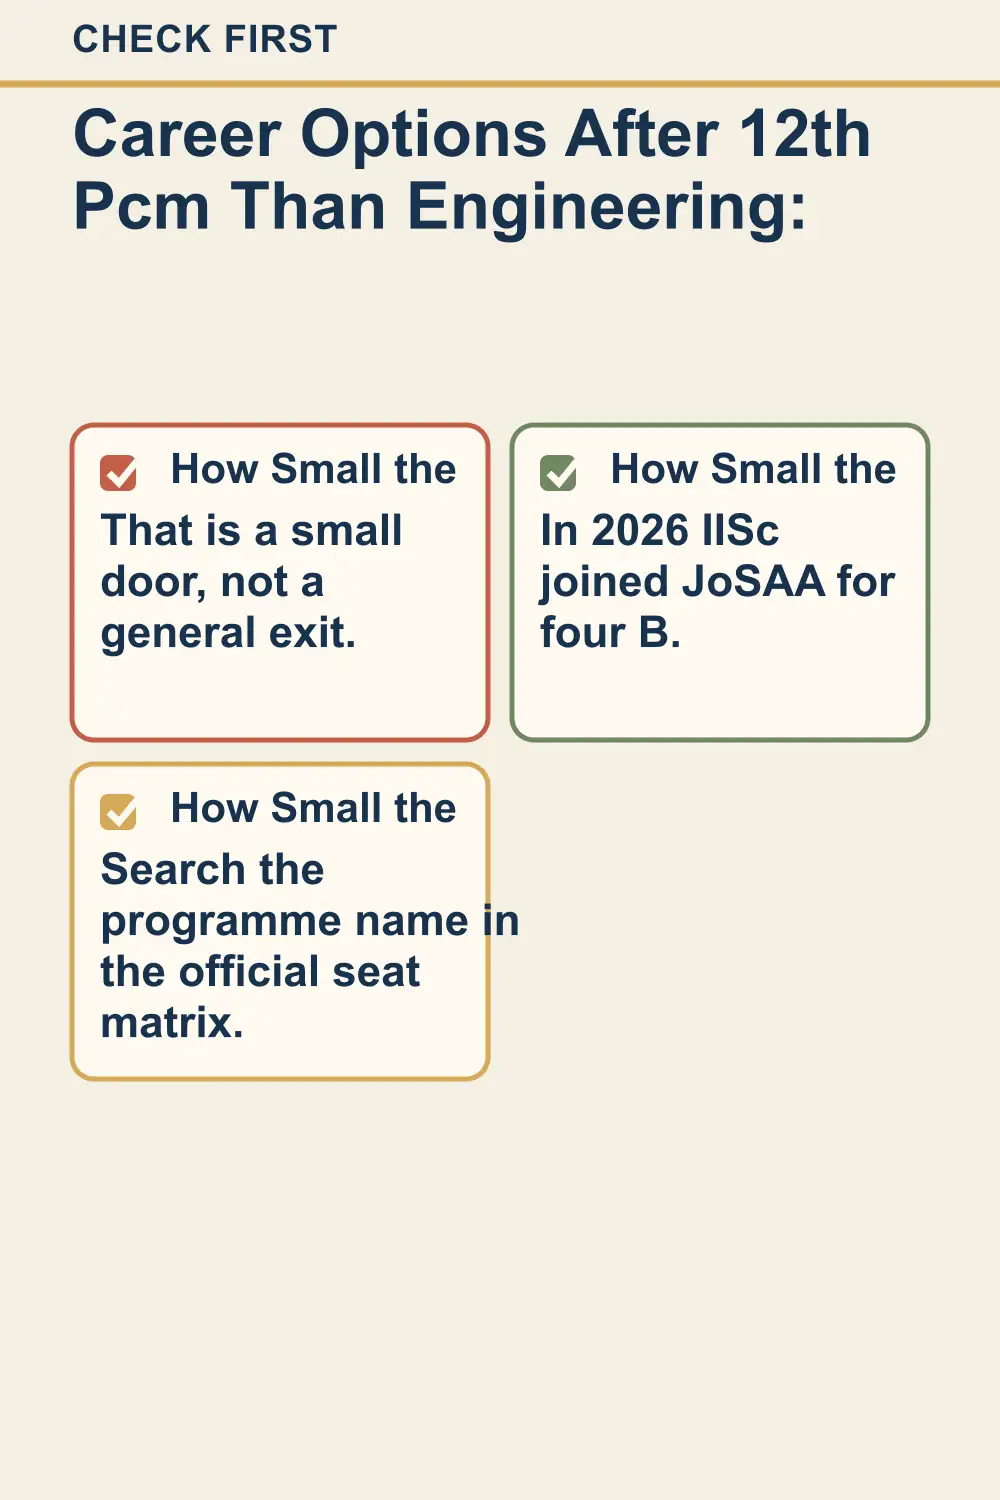 CHECK FIRST
Career Options After 12th
Pcm Than Engineering:
How Small the
That is a small
door, not a
general exit.
How Small the
In 2026 IISc
joined JoSAA for
four B.
How Small the
Search the
programme name in
the official seat
matrix.